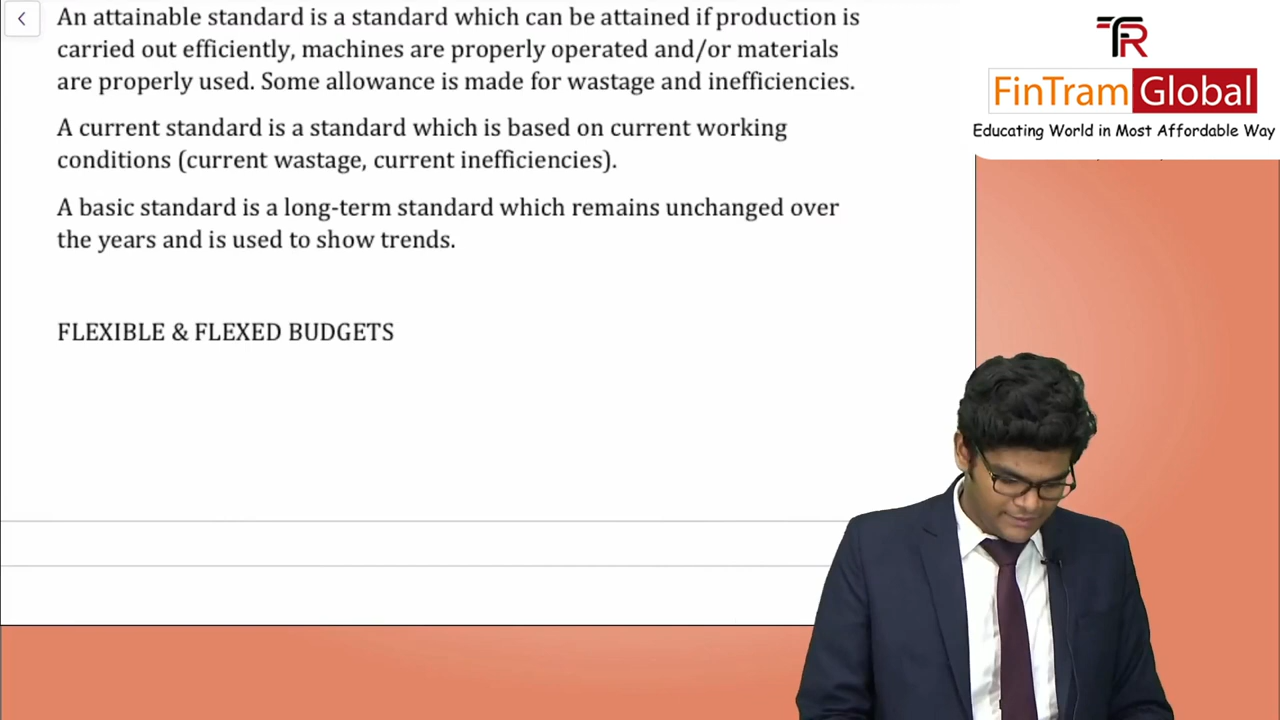 An attainable standard is a standard which can be attained if production is
carried out efficiently, machines are properly operated and/or materials
are properly used. Some allowance is made for wastage and inefficiencies.
A current standard is a standard which is based on current working
conditions (current wastage, current inefficiencies).
A basic standard is a long-term standard which remains unchanged over
the years and is used to show trends.
FLEXIBLE & FLEXED BUDGETS
FinTram Global
Educating World in Most Affordable Way